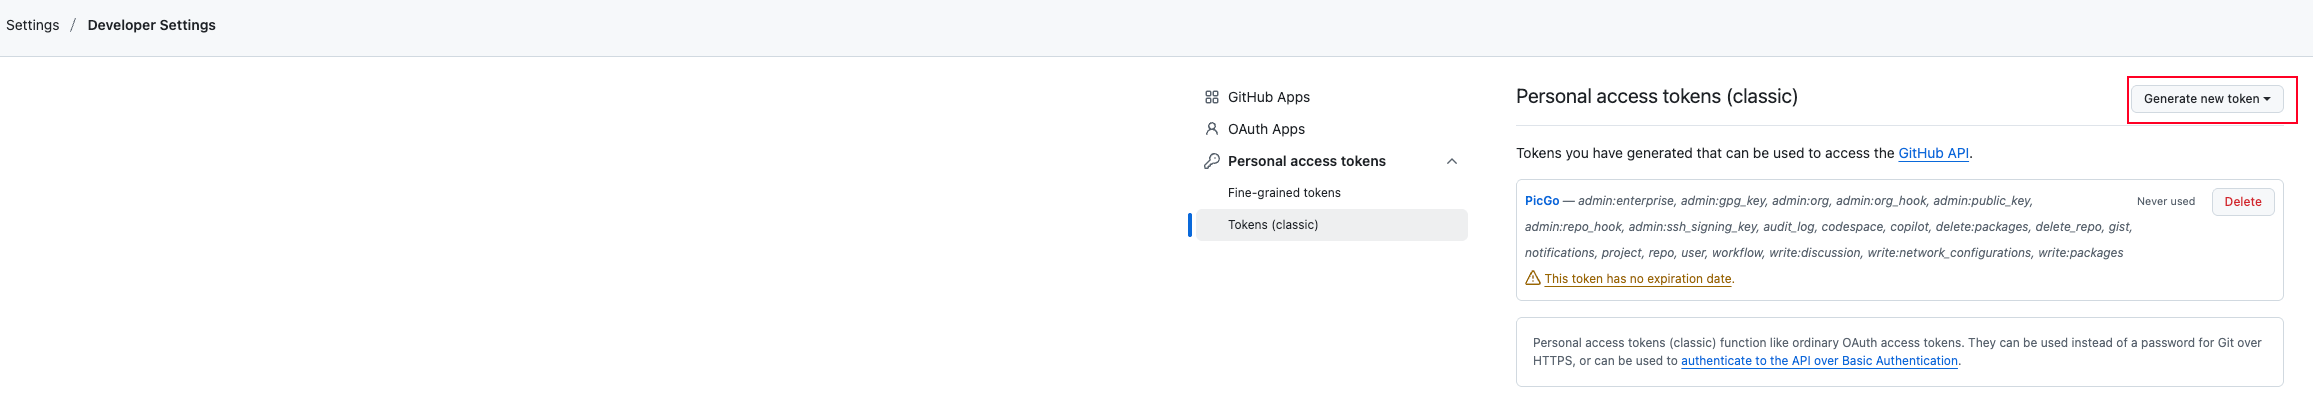 Settings / Developer Settings
GitHub Apps
OAuth Apps
Personal access tokens
Fine-grained tokens
Tokens (classic)
Personal access tokens (classic)
Generate new token
Tokens you have generated that can be used to access the GitHub API.
PicGo — admin:enterprise, admin:gpg_key, admin:org, admin:org_hook, admin:public_key,
admin:repo_hook, admin:ssh_signing_key, audit_log, codespace, copilot, delete:packages, delete_repo, gist,
notifications, project, repo, user, workflow, write:discussion, write:network_configurations, write:packages
Never used
Delete
This token has no expiration date.
Personal access tokens (classic) function like ordinary OAuth access tokens. They can be used instead of a password for Git over
HTTPS, or can be used to authenticate to the API over Basic Authentication.